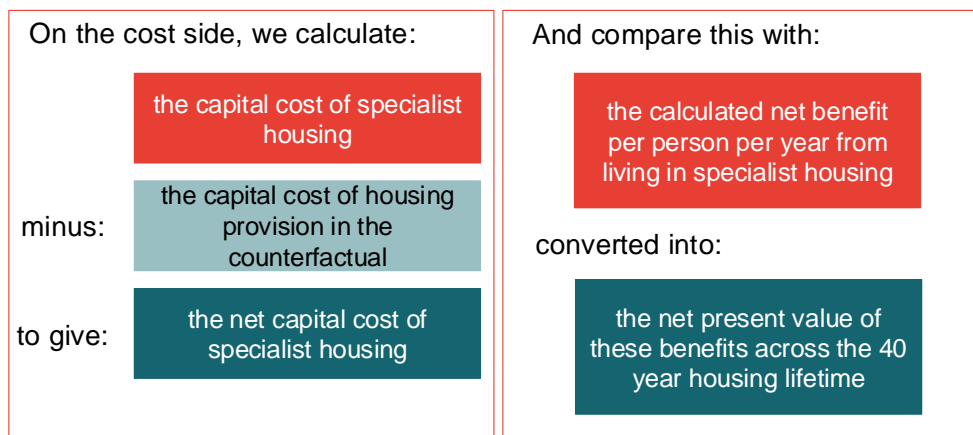 On the cost side, we calculate:
the capital cost of specialist
housing
minus:
the capital cost of housing
provision in the
counterfactual
to give:
the net capital cost of
specialist housing
And compare this with:
the calculated net benefit
per person per year from
living in specialist housing
converted into:
the net present value of
these benefits across the 40
year housing lifetime